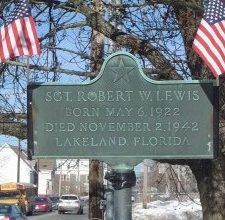 SGT. ROBERT W. LEWIS
BORN MAY 6, 1922
DIED NOVEMBER 2, 1942
LAKELAND, FLORIDA